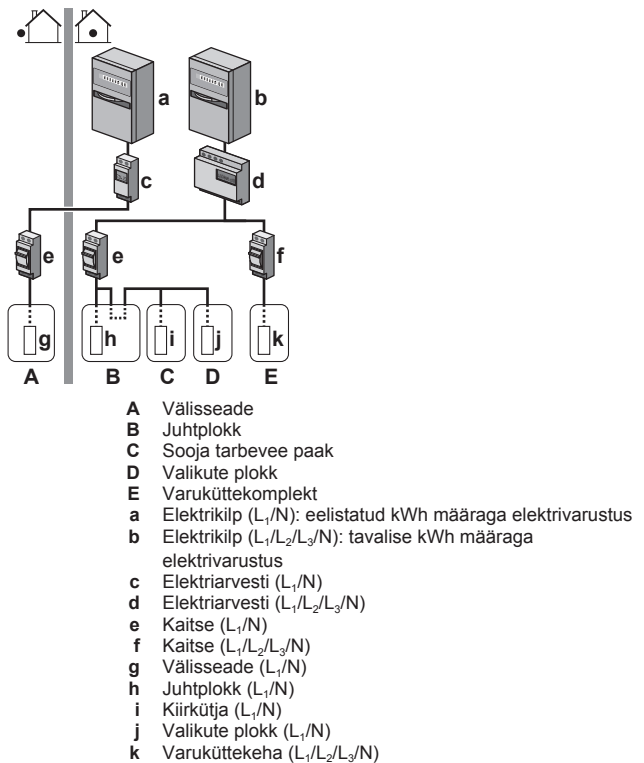 a b
c d
e e f
g h i j k
A B C D E
A Välisseade
B Juhtplokk
C Sooja tarbevee paak
D Valikute plokk
E Varuküttekomplekt
a Elektrikilp (L₁/N): eelistatud kWh määraga elektrivarustus
b Elektrikilp (L₁/L₂/L₃/N): tavalise kWh määraga
elektrivarustus
c Elektriarvesti (L₁/N)
d Elektriarvesti (L₁/L₂/L₃/N)
e Kaitse (L₁/N)
f Kaitse (L₁/L₂/L₃/N)
g Välisseade (L₁/N)
h Juhtplokk (L₁/N)
i Kiirkütja (L₁/N)
j Valikute plokk (L₁/N)
k Varuküttekeha (L₁/L₂/L₃/N)